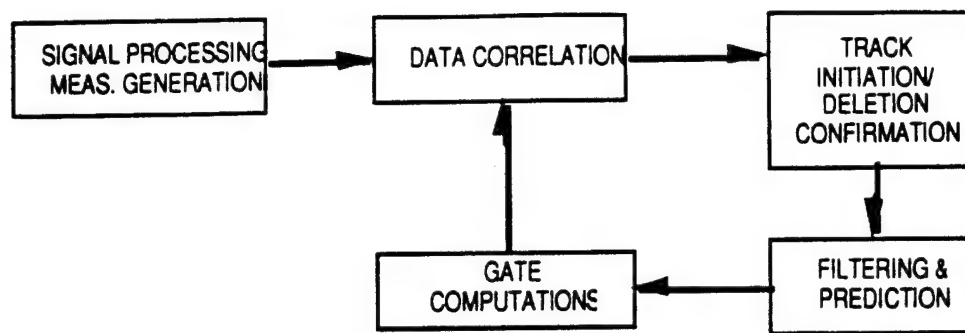 SIGNAL PROCESSING
MEAS. GENERATION
DATA CORRELATION
TRACK
INITIATION/
DELETION
CONFIRMATION
FILTERING &
PREDICTION
GATE
COMPUTATIONS